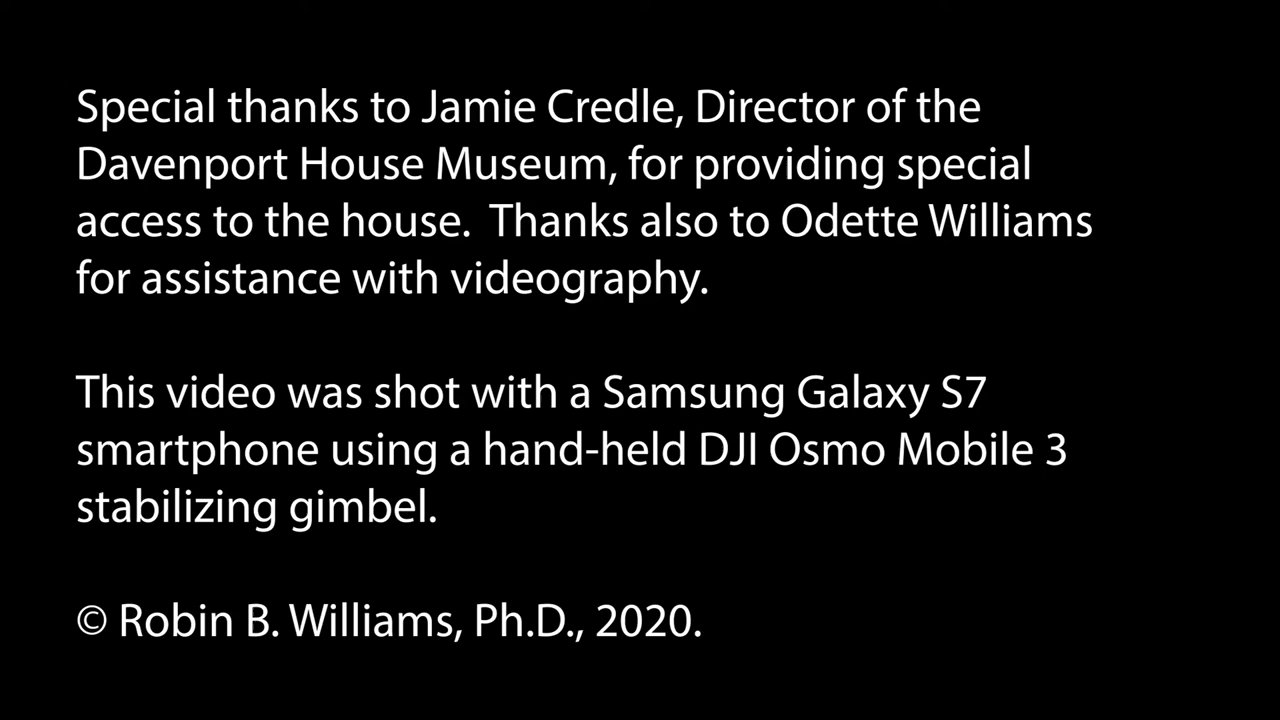 Special thanks to Jamie Credle, Director of the
Davenport House Museum, for providing special
access to the house.  Thanks also to Odette Williams
for assistance with videography.
This video was shot with a Samsung Galaxy S7
smartphone using a hand-held DJI Osmo Mobile 3
stabilizing gimbel.
© Robin B. Williams, Ph.D., 2020.